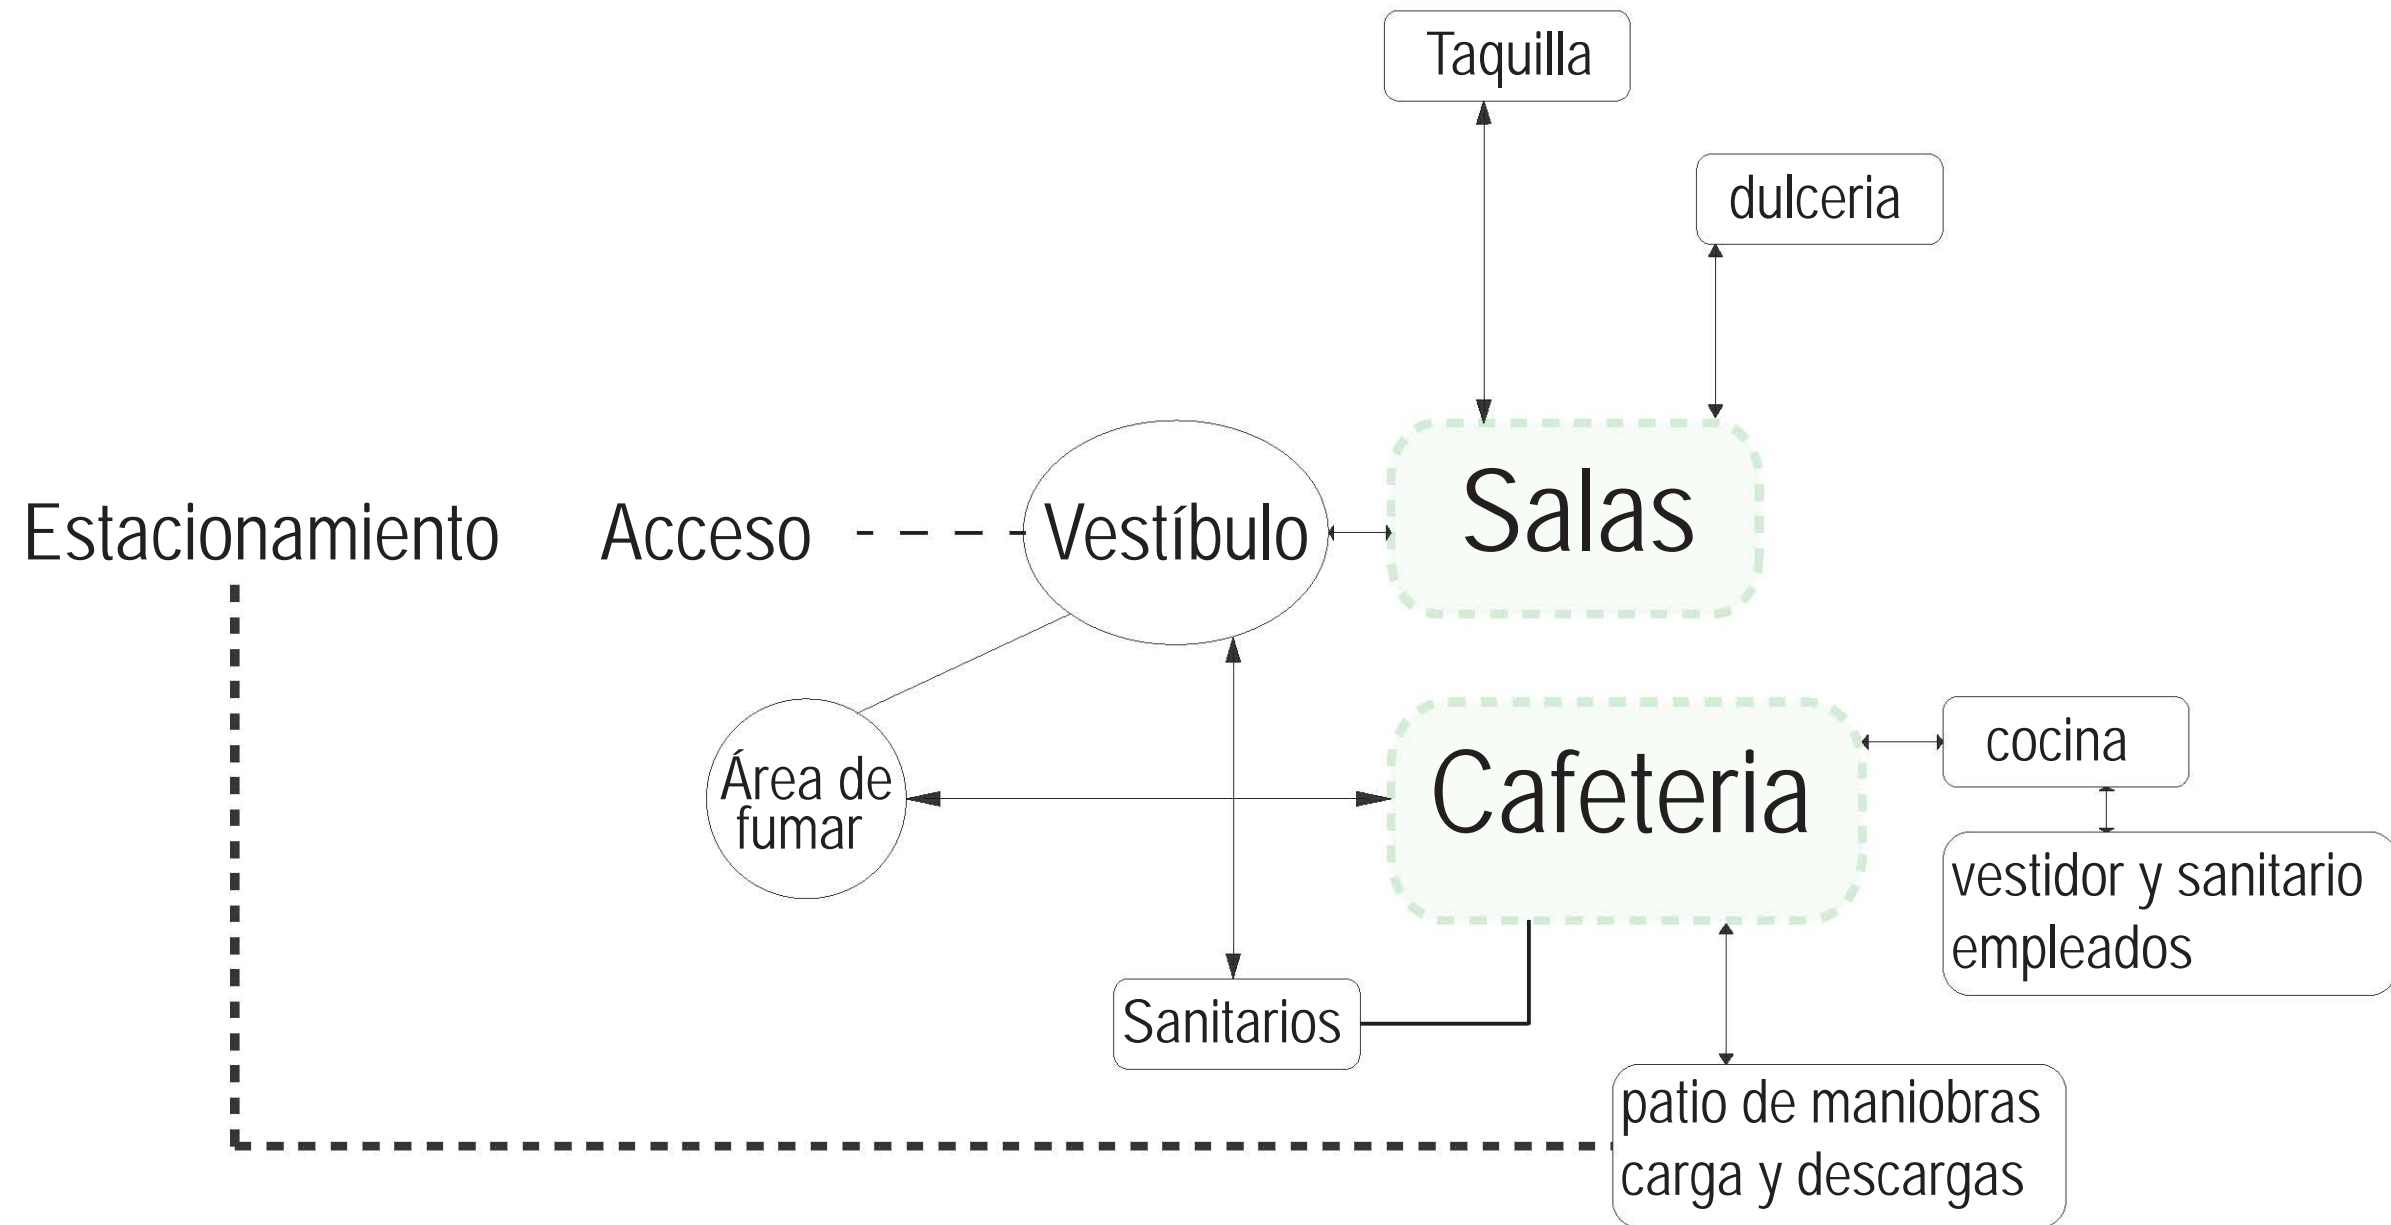 Taquilla
dulceria
Estacionamiento
Acceso
Vestíbulo
Salas
Área de
fumar
Cafeteria
cocina
vestidor y sanitario
empleados
Sanitarios
patio de maniobras
carga y descargas